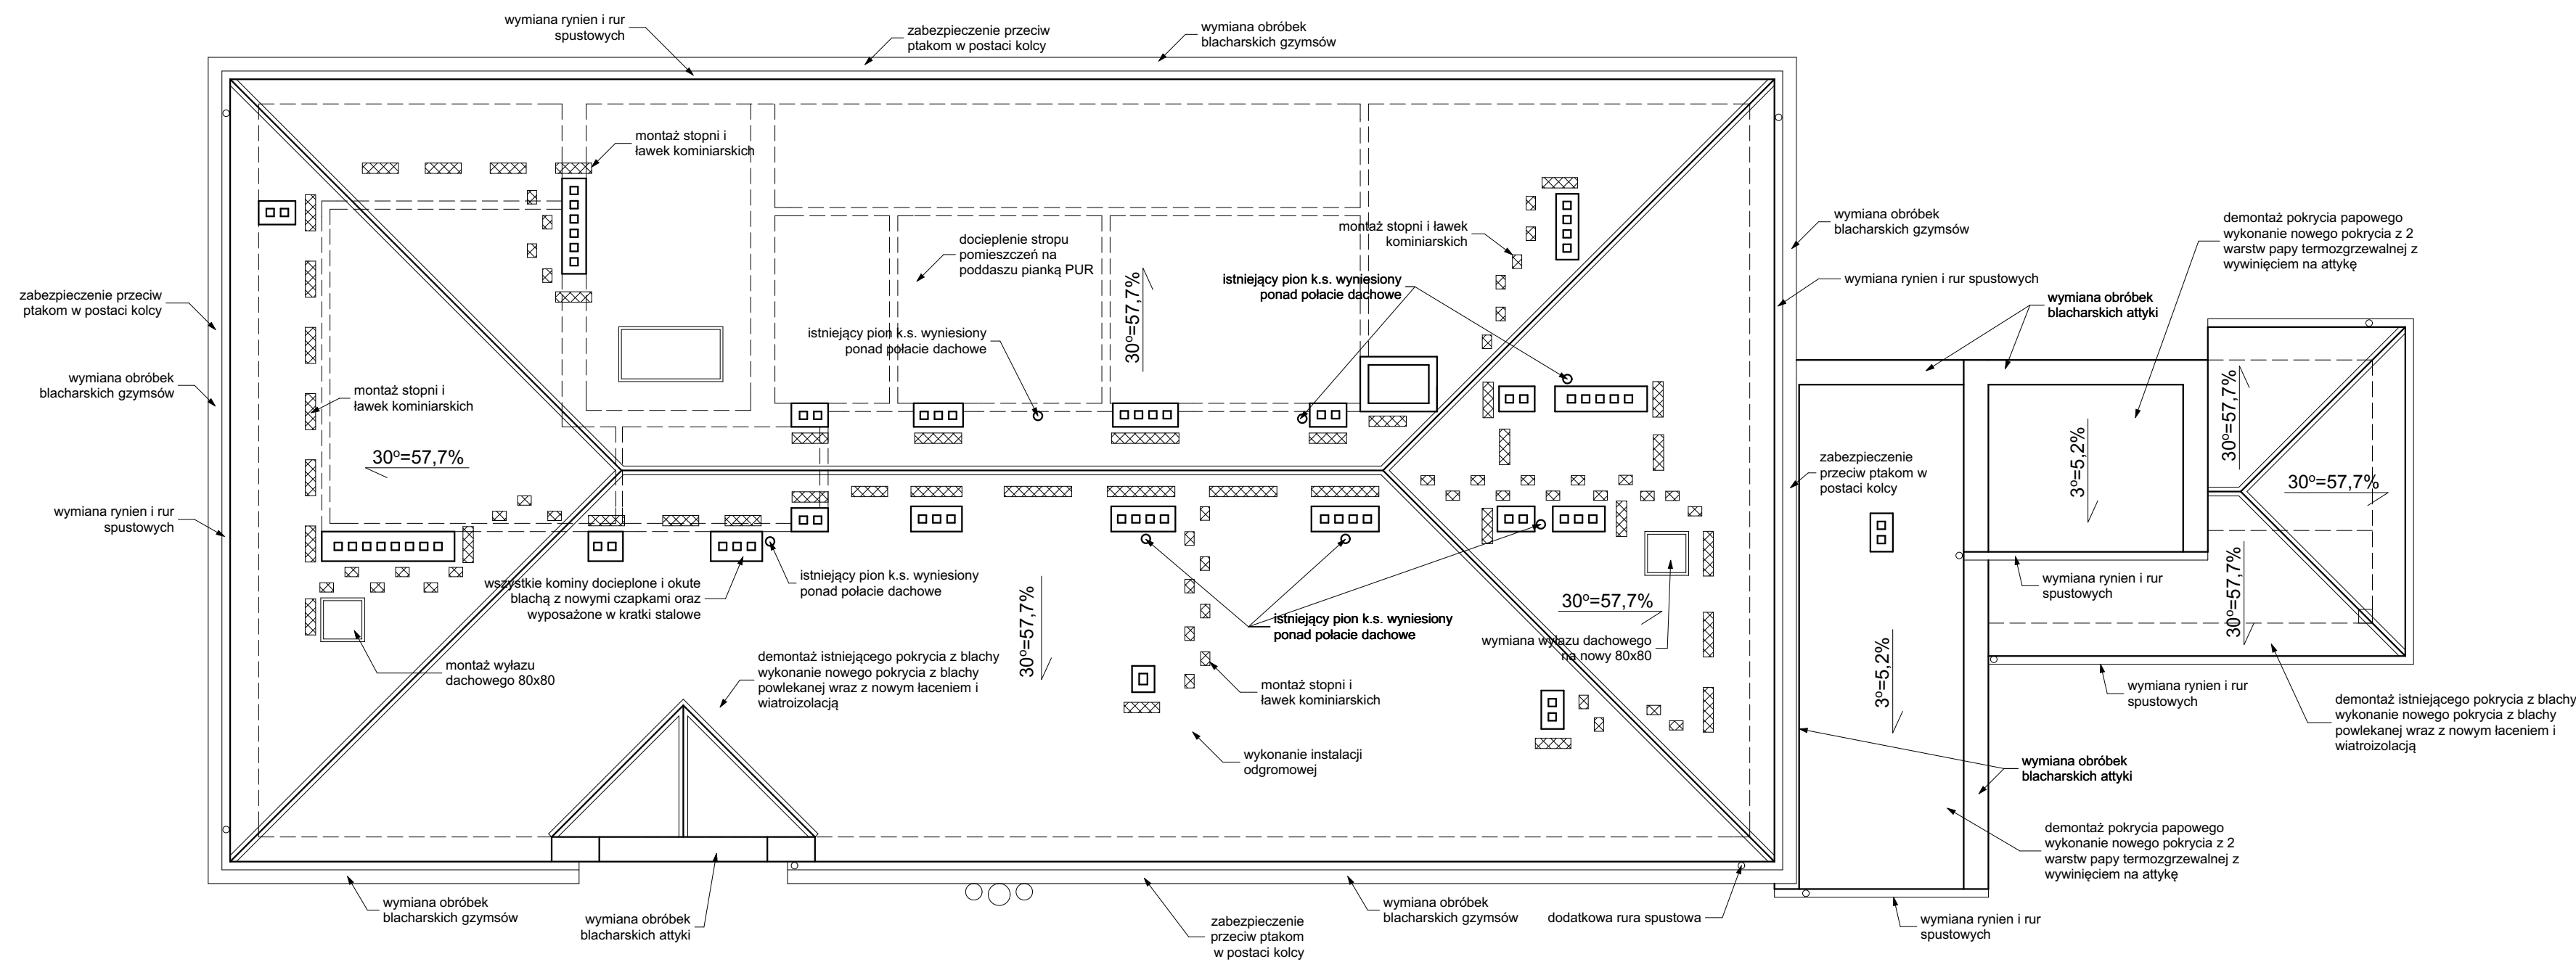 wymiana rynien i rur
spustowych
zabezpieczenie przeciw
ptakom w postaci kolcy
wymiana obróbek
blacharskich gzymsów
montaż stopni i
ławek kominiarskich
docieplenie stropu
pomieszczeń na
poddaszu pianką PUR
30º=57,7%
montaż stopni i ławek
kominiarskich
istniejący pion k.s. wyniesiony
ponad połacie dachowe
wymiana obróbek
blacharskich gzymsów
wymiana rynien i rur spustowych
demontaż pokrycia papowego
wykonanie nowego pokrycia z 2
warstw papy termozgrzewalnej z
wywinięciem na attykę
wymiana obróbek
blacharskich attyki
zabezpieczenie przeciw
ptakom w postaci kolcy
istniejący pion k.s. wyniesiony
ponad połacie dachowe
wymiana obróbek
blacharskich gzymsów
montaż stopni i
ławek kominiarskich
30º=57,7%
wymiana rynien i rur
spustowych
zabezpieczenie
przeciw ptakom w
postaci kolcy
3º=5,2%
30º=57,7%
30º=57,7%
30º=57,7%
wszystkie kominy docieplone i okute
blachą z nowymi czapkami oraz
wyposażone w kratki stalowe
istniejący pion k.s. wyniesiony
ponad połacie dachowe
30º=57,7%
istniejący pion k.s. wyniesiony
ponad połacie dachowe
30º=57,7%
wymiana wyłazu dachowego
na nowy 80x80
wymiana rynien i rur
spustowych
montaż wyłazu
dachowego 80x80
demontaż istniejącego pokrycia z blachy
wykonanie nowego pokrycia z blachy
powlekanej wraz z nowym łaceniem i
wiatroizolacją
montaż stopni i
ławek kominiarskich
3º=5,2%
wymiana rynien i rur
spustowych
demontaż istniejącego pokrycia z blachy
wykonanie nowego pokrycia z blachy
powlekanej wraz z nowym łaceniem i
wiatroizolacją
wykonanie instalacji
odgromowej
wymiana obróbek
blacharskich attyki
demontaż pokrycia papowego
wykonanie nowego pokrycia z 2
warstw papy termozgrzewalnej z
wywinięciem na attykę
wymiana obróbek
blacharskich gzymsów
wymiana obróbek
blacharskich attyki
zabezpieczenie
przeciw ptakom
w postaci kolcy
wymiana obróbek
blacharskich gzymsów
dodatkowa rura spustowa
wymiana rynien i rur
spustowych